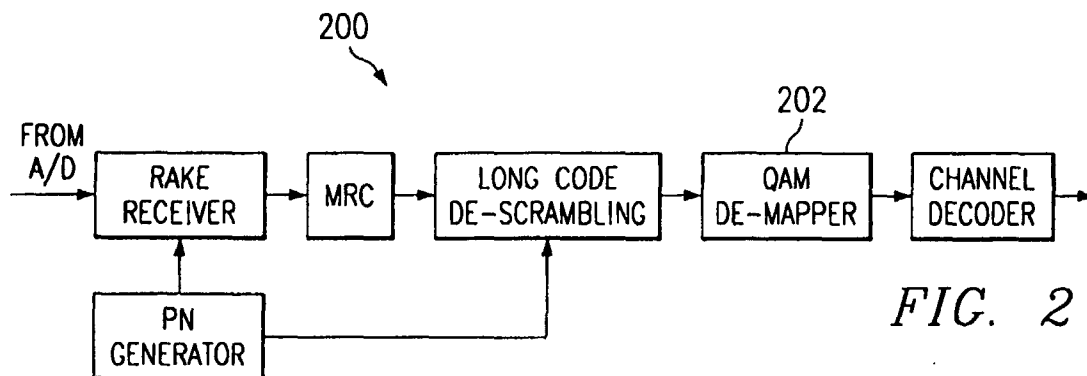 200
202
FROM
A/D
RAKE
RECEIVER
MRC
LONG CODE
DE-SCRAMBLING
QAM
DE-MAPPER
CHANNEL
DECODER
PN
GENERATOR
FIG. 2